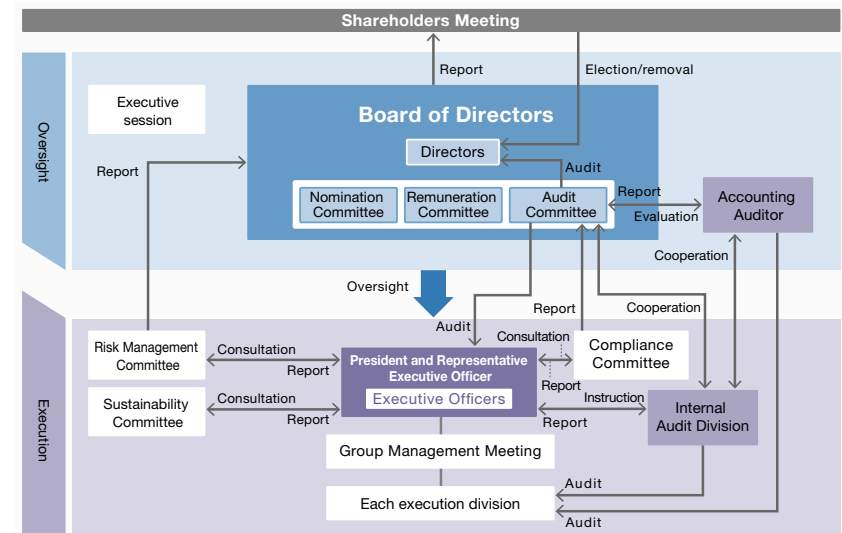 Shareholders Meeting
Report
Election/removal
Oversight
Executive
session
Board of Directors
Directors
Audit
Report
Nomination
Committee
Remuneration
Committee
Audit
Committee
Report
Evaluation
Accounting
Auditor
Cooperation
Oversight
Report
Cooperation
Audit
Execution
Risk Management
Committee
Consultation
Report
President and Representative
Executive Officer
Executive Officers
Consultation
Report
Compliance
Committee
Sustainability
Committee
Consultation
Report
Instruction
Report
Internal
Audit Division
Group Management Meeting
Each execution division
Audit
Audit